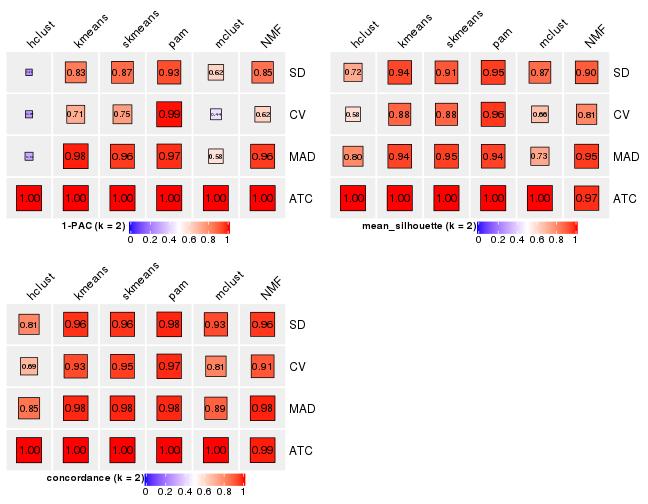 hclust kmeans skmeans pam mclust NMF
0.83 0.87 0.93 0.62 0.85 SD
0.71 0.75 0.99 0.62 CV
0.98 0.96 0.97 0.58 0.96 MAD
1.00 1.00 1.00 1.00 1.00 1.00 ATC
1-PAC (k = 2)
0 0.2 0.4 0.6 0.8 1
hclust kmeans skmeans pam mclust NMF
0.72 0.94 0.91 0.95 0.87 0.90 SD
0.58 0.88 0.88 0.96 0.66 0.81 CV
0.80 0.94 0.95 0.94 0.73 0.95 MAD
1.00 1.00 1.00 1.00 1.00 0.97 ATC
mean_silhouette (k = 2)
0 0.2 0.4 0.6 0.8 1
hclust kmeans skmeans pam mclust NMF
0.81 0.96 0.96 0.98 0.93 0.96 SD
0.69 0.93 0.95 0.97 0.81 0.91 CV
0.85 0.98 0.98 0.98 0.89 0.98 MAD
1.00 1.00 1.00 1.00 1.00 0.99 ATC
concordance (k = 2)
0 0.2 0.4 0.6 0.8 1